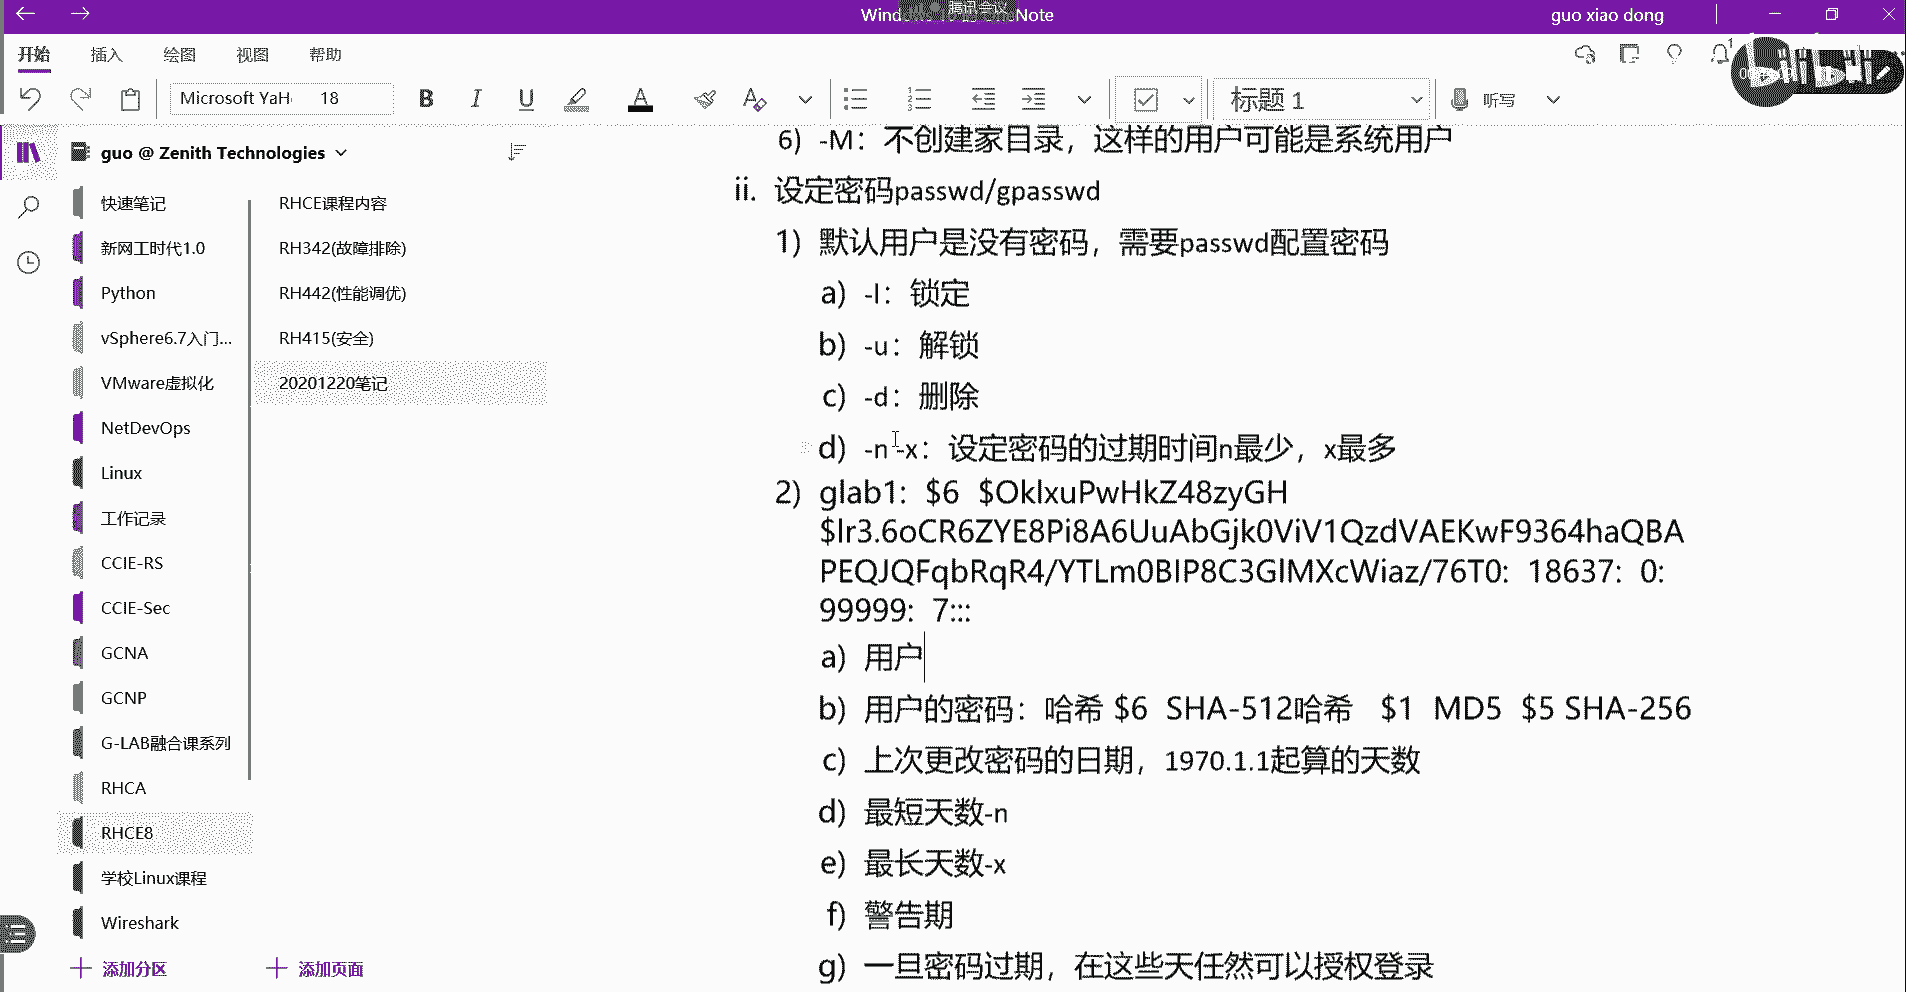 guo xiao dong
开始 插入 绘图 视图 帮助
18
B I U A
标题 1
听写
guo @ Zenith Technologies
快速笔记
新网工时代1.0
Python
vSphere6.7入门...
VMware虚拟化
NetDevOps
Linux
工作记录
CCIE-RS
CCIE-Sec
GCNA
GCNP
G-LAB融合课系列
RHCA
RHCE8
学校Linux课程
Wireshark
添加分区
RHCE课程内容
RH342(故障排除)
RH442(性能调优)
RH415(安全)
20201220笔记
添加页面
6) -M：不创建家目录，这样的用户可能是系统用户
ii. 设定密码passwd/gpasswd
1) 默认用户是没有密码，需要passwd配置密码
a) -l：锁定
b) -u：解锁
c) -d：删除
d) -n -x：设定密码的过期时间n最少，x最多
2) glab1: $6 $OklxuPwHkZ48zyGH
$lr3.6oCR6ZYE8Pi8A6UuAbGjk0ViV1QzdVAEKwF9364haQBA
PEQJQFqbRqR4/YTLm0BIP8C3GlMXcWiaz/76T0: 18637: 0:
99999: 7:::
a) 用户
b) 用户的密码：哈希 $6 SHA-512哈希 $1 MD5 $5 SHA-256
c) 上次更改密码的日期，1970.1.1起算的天数
d) 最短天数-n
e) 最长天数-x
f) 警告期
g) 一旦密码过期，在这些天任然可以授权登录